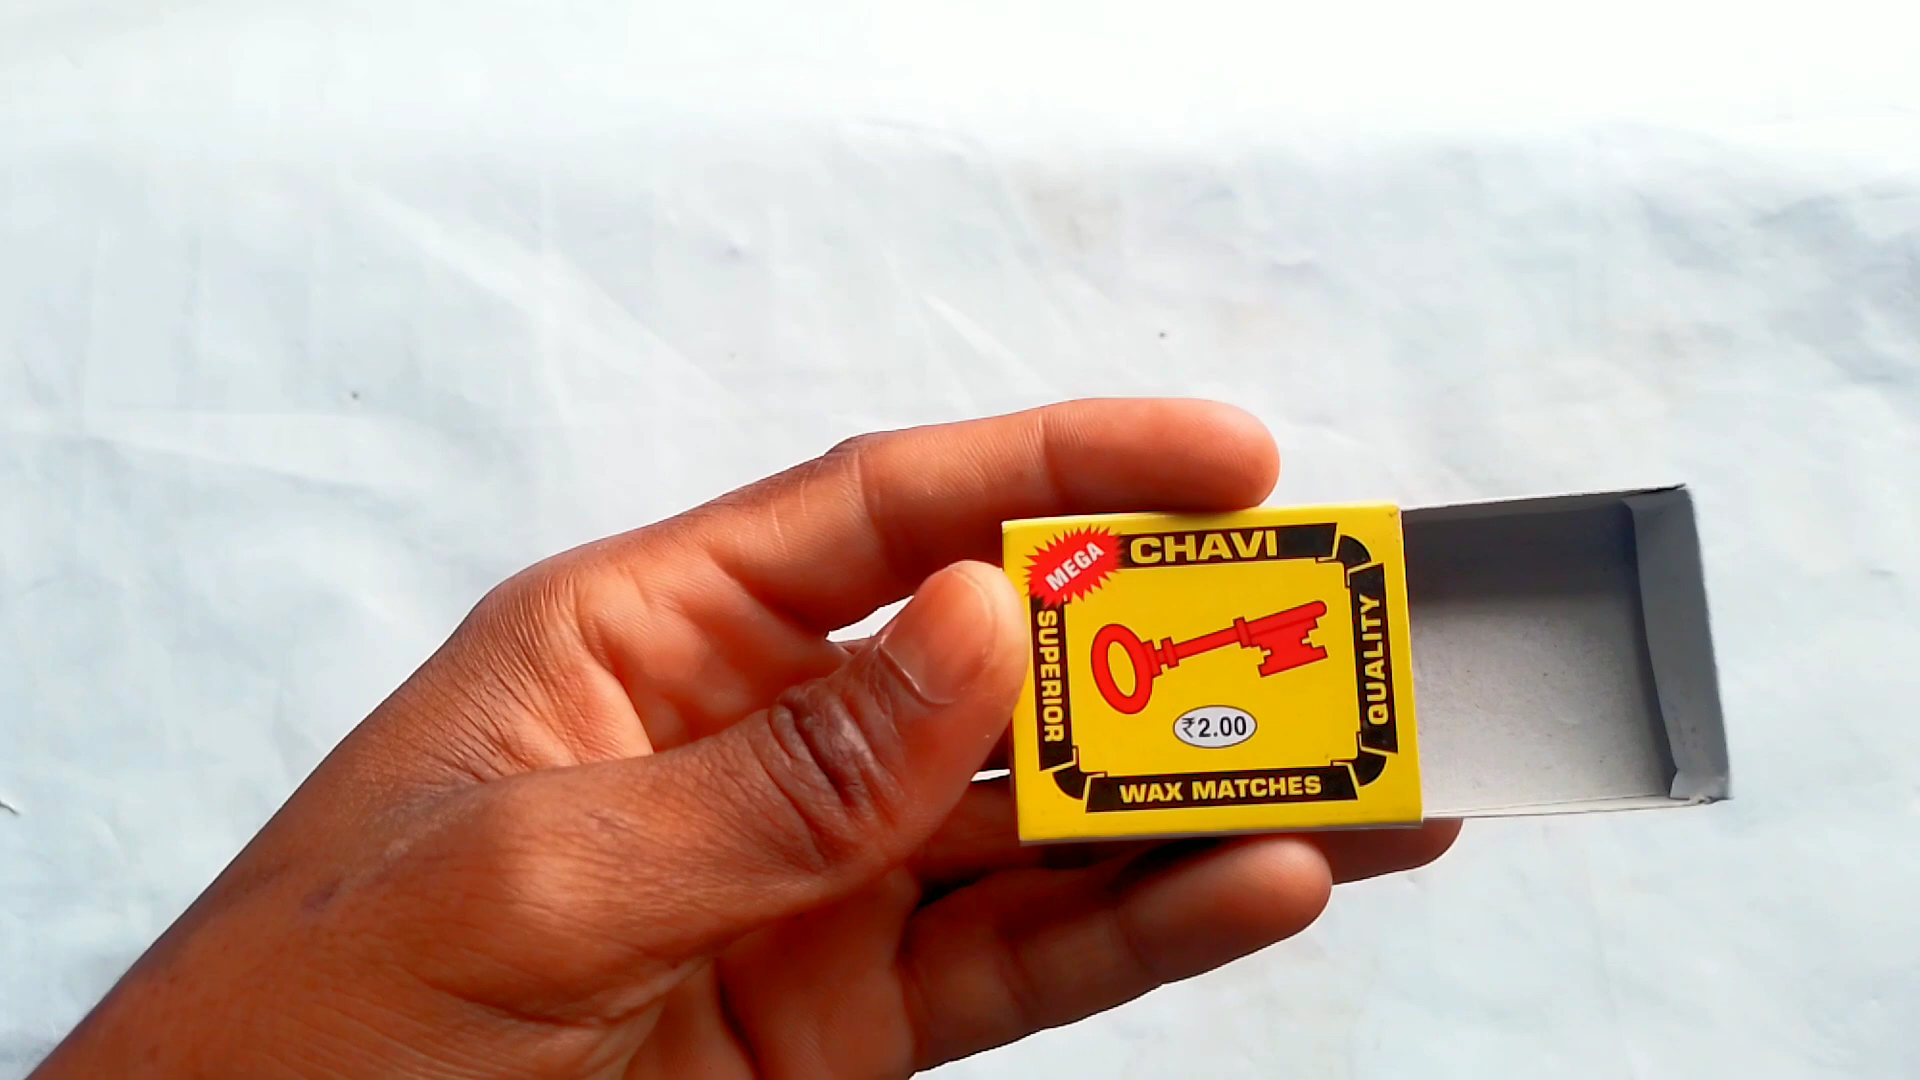 MEGA
CHAVI
SUPERIOR
QUALITY
₹2.00
WAX MATCHES